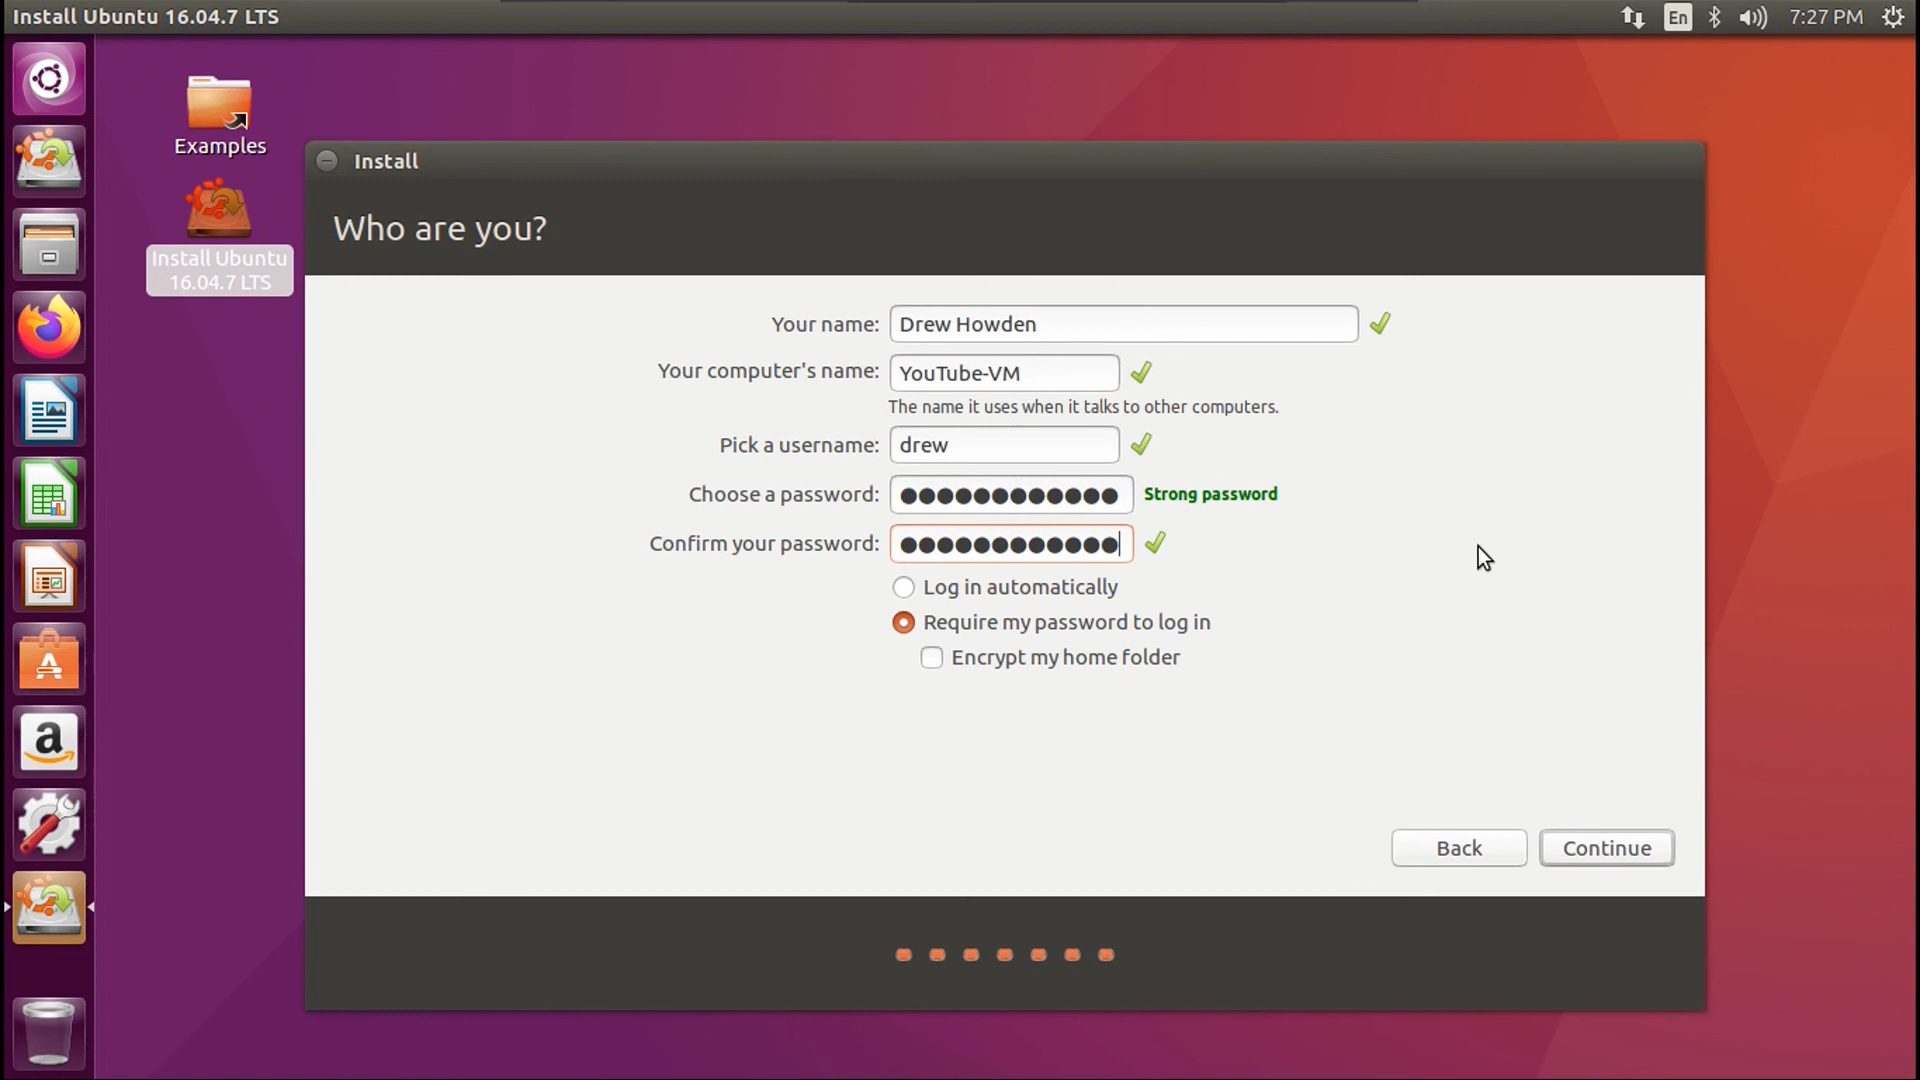 Install Ubuntu 16.04.7 LTS
En
7:27 PM
Examples
Install Ubuntu
16.04.7 LTS
Install
Who are you?
Your name: Drew Howden
Your computer's name: YouTube-VM
The name it uses when it talks to other computers.
Pick a username: drew
Choose a password: ●●●●●●●●●●●● Strong password
Confirm your password: ●●●●●●●●●●●●
Log in automatically
Require my password to log in
Encrypt my home folder
Back
Continue